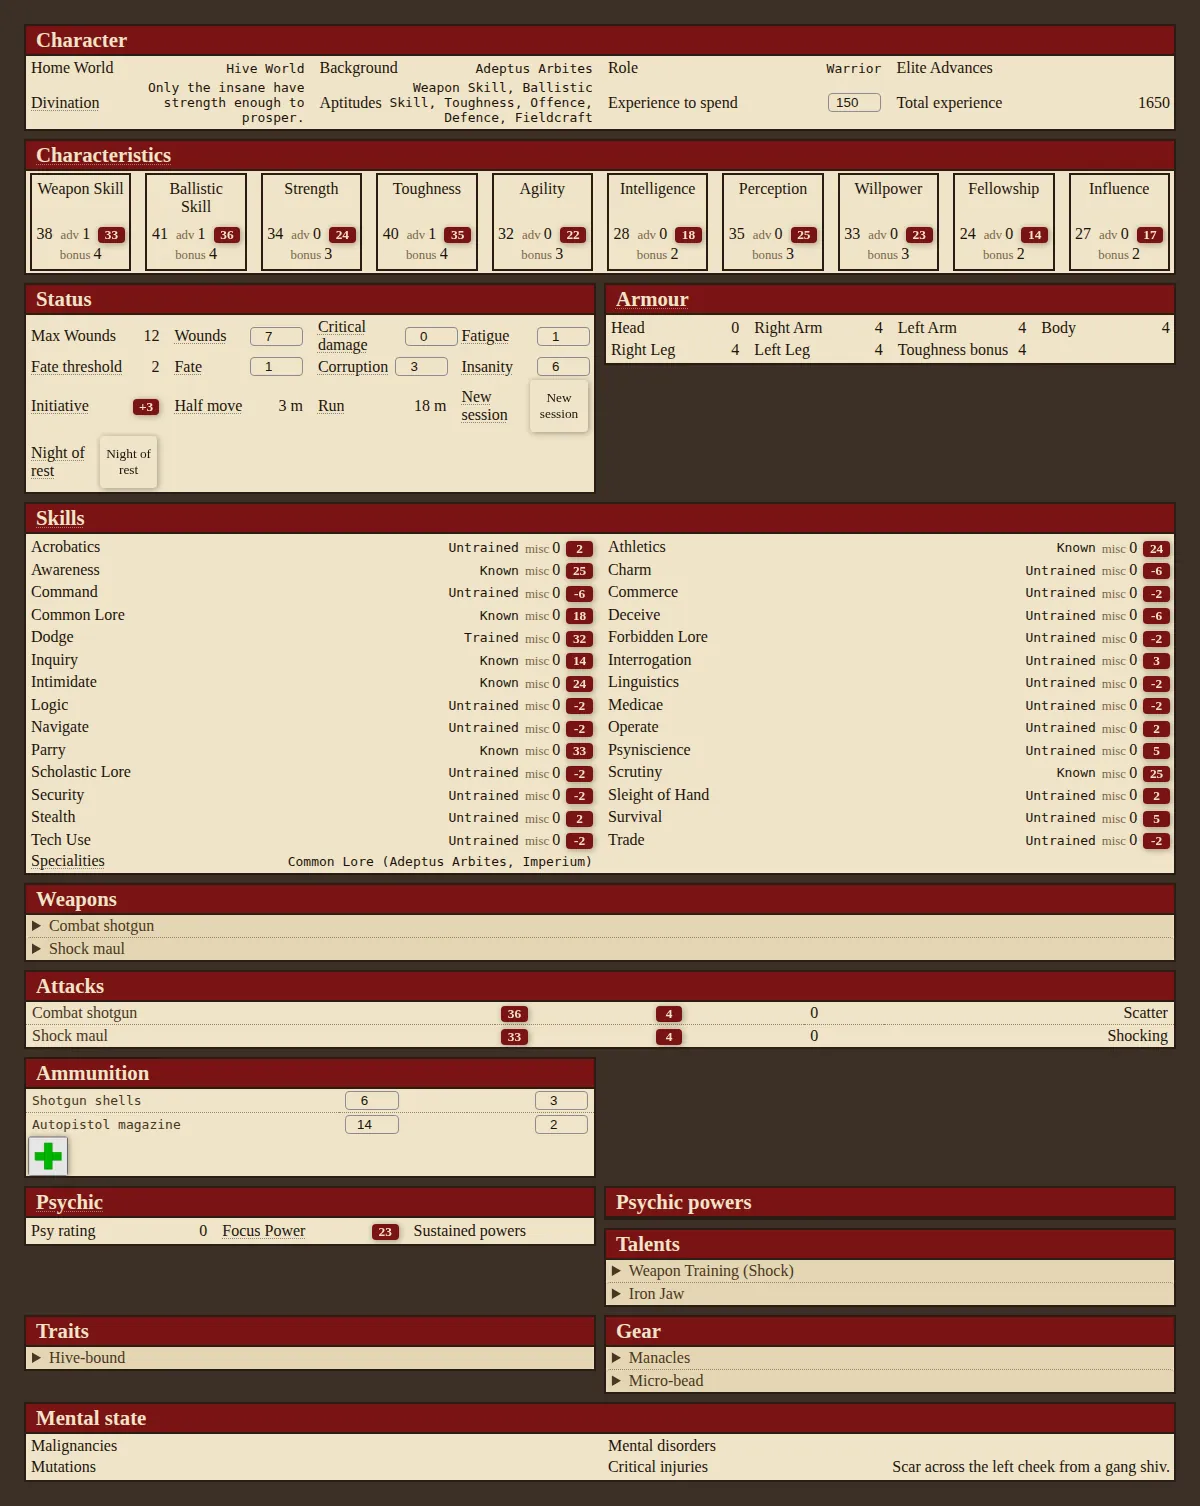 Character
Home World Hive World Background Adeptus Arbites Role Warrior Elite Advances
Divination Only the insane have strength enough to prosper. Aptitudes Weapon Skill, Ballistic Skill, Toughness, Offence, Defence, Fieldcraft Experience to spend 150 Total experience 1650
Characteristics
Weapon Skill Ballistic Skill Strength Toughness Agility Intelligence Perception Willpower Fellowship Influence
38 adv 1 33 41 adv 1 36 34 adv 0 24 40 adv 1 35 32 adv 0 22 28 adv 0 18 35 adv 0 25 33 adv 0 23 24 adv 0 14 27 adv 0 17
bonus 4 bonus 4 bonus 3 bonus 4 bonus 3 bonus 2 bonus 3 bonus 3 bonus 2 bonus 2
Status
Max Wounds 12 Wounds 7 Critical damage 0 Fatigue 1
Fate threshold 2 Fate 1 Corruption 3 Insanity 6
Initiative +3 Half move 3 m Run 18 m New session New session
Night of rest Night of rest
Armour
Head 0 Right Arm 4 Left Arm 4 Body 4
Right Leg 4 Left Leg 4 Toughness bonus 4
Skills
Acrobatics Untrained misc 0 2 Athletics Known misc 0 24
Awareness Known misc 0 25 Charm Untrained misc 0 -6
Command Untrained misc 0 -6 Commerce Untrained misc 0 -2
Common Lore Known misc 0 18 Deceive Untrained misc 0 -6
Dodge Trained misc 0 32 Forbidden Lore Untrained misc 0 -2
Inquiry Known misc 0 14 Interrogation Untrained misc 0 3
Intimidate Known misc 0 24 Linguistics Untrained misc 0 -2
Logic Untrained misc 0 -2 Medicae Untrained misc 0 -2
Navigate Untrained misc 0 -2 Operate Untrained misc 0 2
Parry Known misc 0 33 Psyniscience Untrained misc 0 5
Scholastic Lore Untrained misc 0 -2 Scrutiny Known misc 0 25
Security Untrained misc 0 -2 Sleight of Hand Untrained misc 0 2
Stealth Untrained misc 0 2 Survival Untrained misc 0 5
Tech Use Untrained misc 0 -2 Trade Untrained misc 0 -2
Specialities Common Lore (Adeptus Arbites, Imperium)
Weapons
Combat shotgun
Shock maul
Attacks
Combat shotgun 36 4 0 Scatter
Shock maul 33 4 0 Shocking
Ammunition
Shotgun shells 6 3
Autopistol magazine 14 2
Psychic
Psy rating 0 Focus Power 23 Sustained powers
Psychic powers
Talents
Weapon Training (Shock)
Iron Jaw
Traits
Hive-bound
Gear
Manacles
Micro-bead
Mental state
Malignancies Mental disorders
Mutations Critical injuries Scar across the left cheek from a gang shiv.